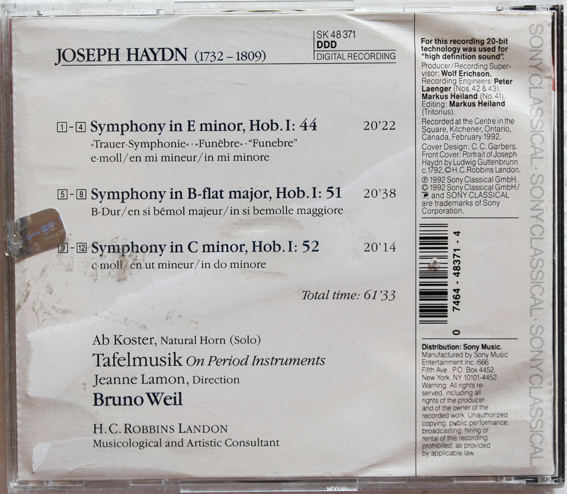 JOSEPH HAYDN (1732–1809)
SK 48 371
DDD
DIGITAL RECORDING
1–4 Symphony in E minor, Hob. I: 44 20'22
-Trauer-Symphonie- · «Funèbre» · "Funebre"
e-moll/en mi mineur/in mi minore
5–8 Symphony in B-flat major, Hob. I: 51 20'38
B-Dur/en si bémol majeur/in si bemolle maggiore
9–12 Symphony in C minor, Hob. I: 52 20'14
c-moll/en ut mineur/in do minore
Total time: 61'33
Ab Koster, Natural Horn (Solo)
Tafelmusik On Period Instruments
Jeanne Lamon, Direction
Bruno Weil
H. C. ROBBINS LANDON
Musicological and Artistic Consultant
For this recording 20-bit
technology was used for
"high definition sound".
Producer/Recording Super-
visor: Wolf Erichson.
Recording Engineers: Peter
Laenger (Nos. 42 & 43),
Markus Heiland (No. 41).
Editing: Markus Heiland
(Tritonus).
Recorded at the Centre in the
Square, Kitchener, Ontario,
Canada, February 1992.
Cover Design: C. C. Garbers.
Front Cover: Portrait of Joseph
Haydn by Ludwig Guttenbrunn
c. 1792, © H. C. Robbins Landon.
℗ 1992 Sony Classical GmbH.
© 1992 Sony Classical GmbH/
and SONY CLASSICAL
are trademarks of Sony
Corporation.
0 7464-48371-4
Distribution: Sony Music.
Manufactured by Sony Music
Entertainment Inc./666
Fifth Ave., P.O. Box 4452,
New York, NY 10101-4452
Warning: All rights re-
served, including all
rights of the producer
and of the owner of the
recorded work. Unauthorized
copying, public performance,
broadcasting, hiring or
rental of this recording
prohibited, as provided
by applicable law.
SONYCLASSICAL · SONYCLASSICAL · SONYCLASSICAL · SONYCLASSICAL